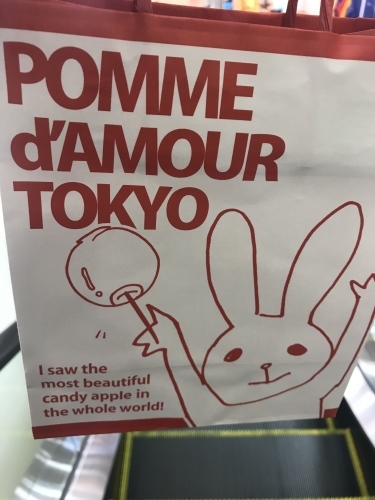 POMME
d'AMOUR
TOKYO
I saw the
most beautiful
candy apple in
the whole world!